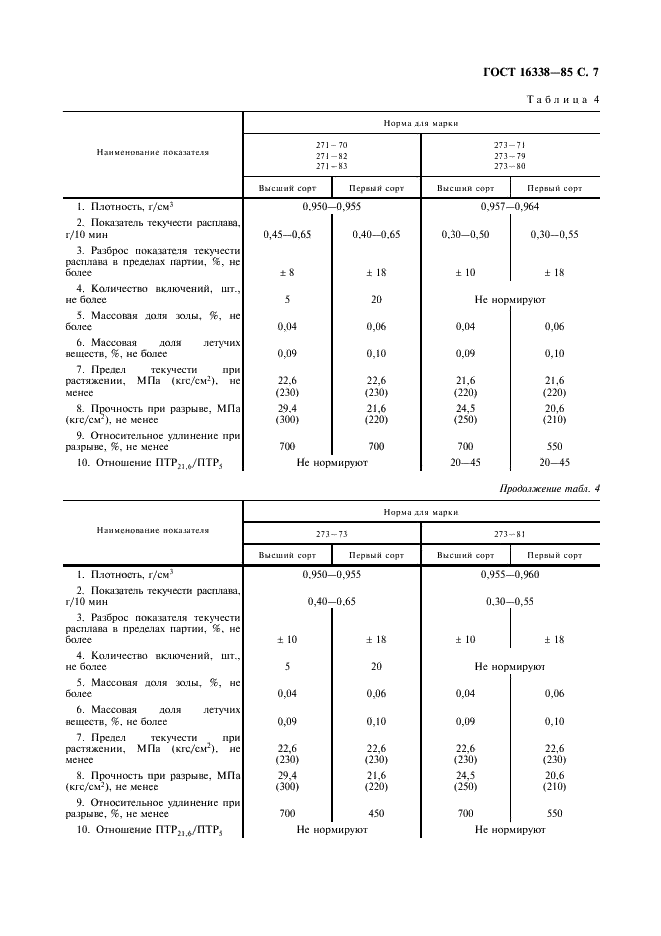 ГОСТ 16338—85 С. 7
Таблица 4
Наименование показателя
Норма для марки
271—70
271—82
271—83
273—71
273—79
273—80
Высший сорт Первый сорт Высший сорт Первый сорт
1. Плотность, г/см³ 0,950—0,955 0,957—0,964
2. Показатель текучести расплава,
г/10 мин 0,45—0,65 0,40—0,65 0,30—0,50 0,30—0,55
3. Разброс показателя текучести
расплава в пределах партии, %, не
более ± 8 ± 18 ± 10 ± 18
4. Количество включений, шт.,
не более 5 20 Не нормируют
5. Массовая доля золы, %, не
более 0,04 0,06 0,04 0,06
6. Массовая доля летучих
веществ, %, не более 0,09 0,10 0,09 0,10
7. Предел текучести при
растяжении, МПа (кгс/см²), не 22,6 22,6 21,6 21,6
менее (230) (230) (220) (220)
8. Прочность при разрыве, МПа 29,4 21,6 24,5 20,6
(кгс/см²), не менее (300) (220) (250) (210)
9. Относительное удлинение при
разрыве, %, не менее 700 700 700 550
10. Отношение ПТР21,6/ПТР5 Не нормируют 20—45 20—45
Продолжение табл. 4
Наименование показателя
Норма для марки
273—73 273—81
Высший сорт Первый сорт Высший сорт Первый сорт
1. Плотность, г/см³ 0,950—0,955 0,955—0,960
2. Показатель текучести расплава,
г/10 мин 0,40—0,65 0,30—0,55
3. Разброс показателя текучести
расплава в пределах партии, %, не
более ± 10 ± 18 ± 10 ± 18
4. Количество включений, шт.,
не более 5 20 Не нормируют
5. Массовая доля золы, %, не
более 0,04 0,06 0,04 0,06
6. Массовая доля летучих
веществ, %, не более 0,09 0,10 0,09 0,10
7. Предел текучести при
растяжении, МПа (кгс/см²), не 22,6 22,6 22,6 22,6
менее (230) (230) (230) (230)
8. Прочность при разрыве, МПа 29,4 21,6 24,5 20,6
(кгс/см²), не менее (300) (220) (250) (210)
9. Относительное удлинение при
разрыве, %, не менее 700 450 700 550
10. Отношение ПТР21,6/ПТР5 Не нормируют Не нормируют